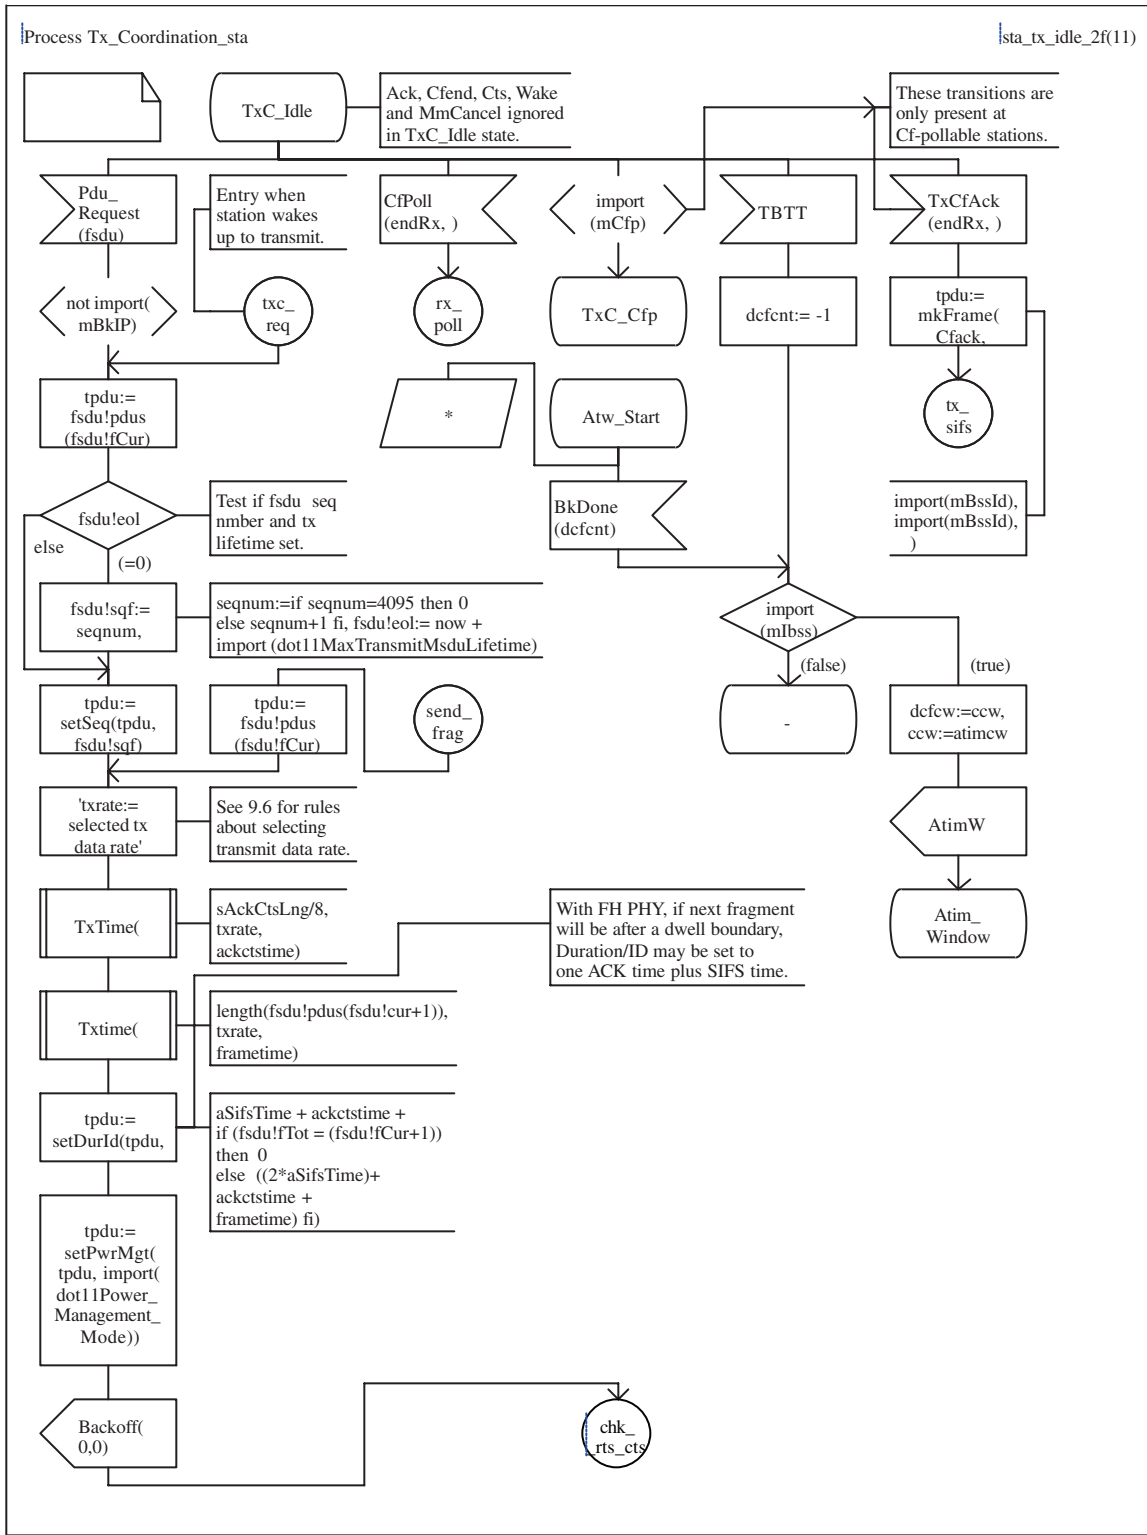 Process Tx_Coordination_sta
sta_tx_idle_2f(11)
TxC_Idle
Ack, Cfend, Cts, Wake
and MmCancel ignored
in TxC_Idle state.
These transitions are
only present at
Cf-pollable stations.
Pdu_
Request
(fsdu)
Entry when
station wakes
up to transmit.
CfPoll
(endRx, )
import
(mCfp)
TBTT
TxCfAck
(endRx, )
not import(
mBkIP)
txc_
req
rx_
poll
TxC_Cfp
dcfcnt:= -1
tpdu:=
mkFrame(
Cfack,
tpdu:=
fsdu!pdus
(fsdu!fCur)
*
Atw_Start
tx_
sifs
fsdu!eol
Test if fsdu seq
nmber and tx
lifetime set.
BkDone
(dcfcnt)
import(mBssId),
import(mBssId),
)
else
(=0)
fsdu!sqf:=
seqnum,
seqnum:=if seqnum=4095 then 0
else seqnum+1 fi, fsdu!eol:= now +
import (dot11MaxTransmitMsduLifetime)
import
(mIbss)
(false)
(true)
tpdu:=
setSeq(tpdu,
fsdu!sqf)
tpdu:=
fsdu!pdus
(fsdu!fCur)
send_
frag
-
dcfcw:=ccw,
ccw:=atimcw
'txrate:=
selected tx
data rate'
See 9.6 for rules
about selecting
transmit data rate.
AtimW
TxTime(
sAckCtsLng/8,
txrate,
ackctstime)
With FH PHY, if next fragment
will be after a dwell boundary,
Duration/ID may be set to
one ACK time plus SIFS time.
Atim_
Window
Txtime(
length(fsdu!pdus(fsdu!cur+1)),
txrate,
frametime)
tpdu:=
setDurId(tpdu,
aSifsTime + ackctstime +
if (fsdu!fTot = (fsdu!fCur+1))
then 0
else ((2*aSifsTime)+
ackctstime +
frametime) fi)
tpdu:=
setPwrMgt(
tpdu, import(
dot11Power_
Management_
Mode))
Backoff(
0,0)
chk_
_rts_cts